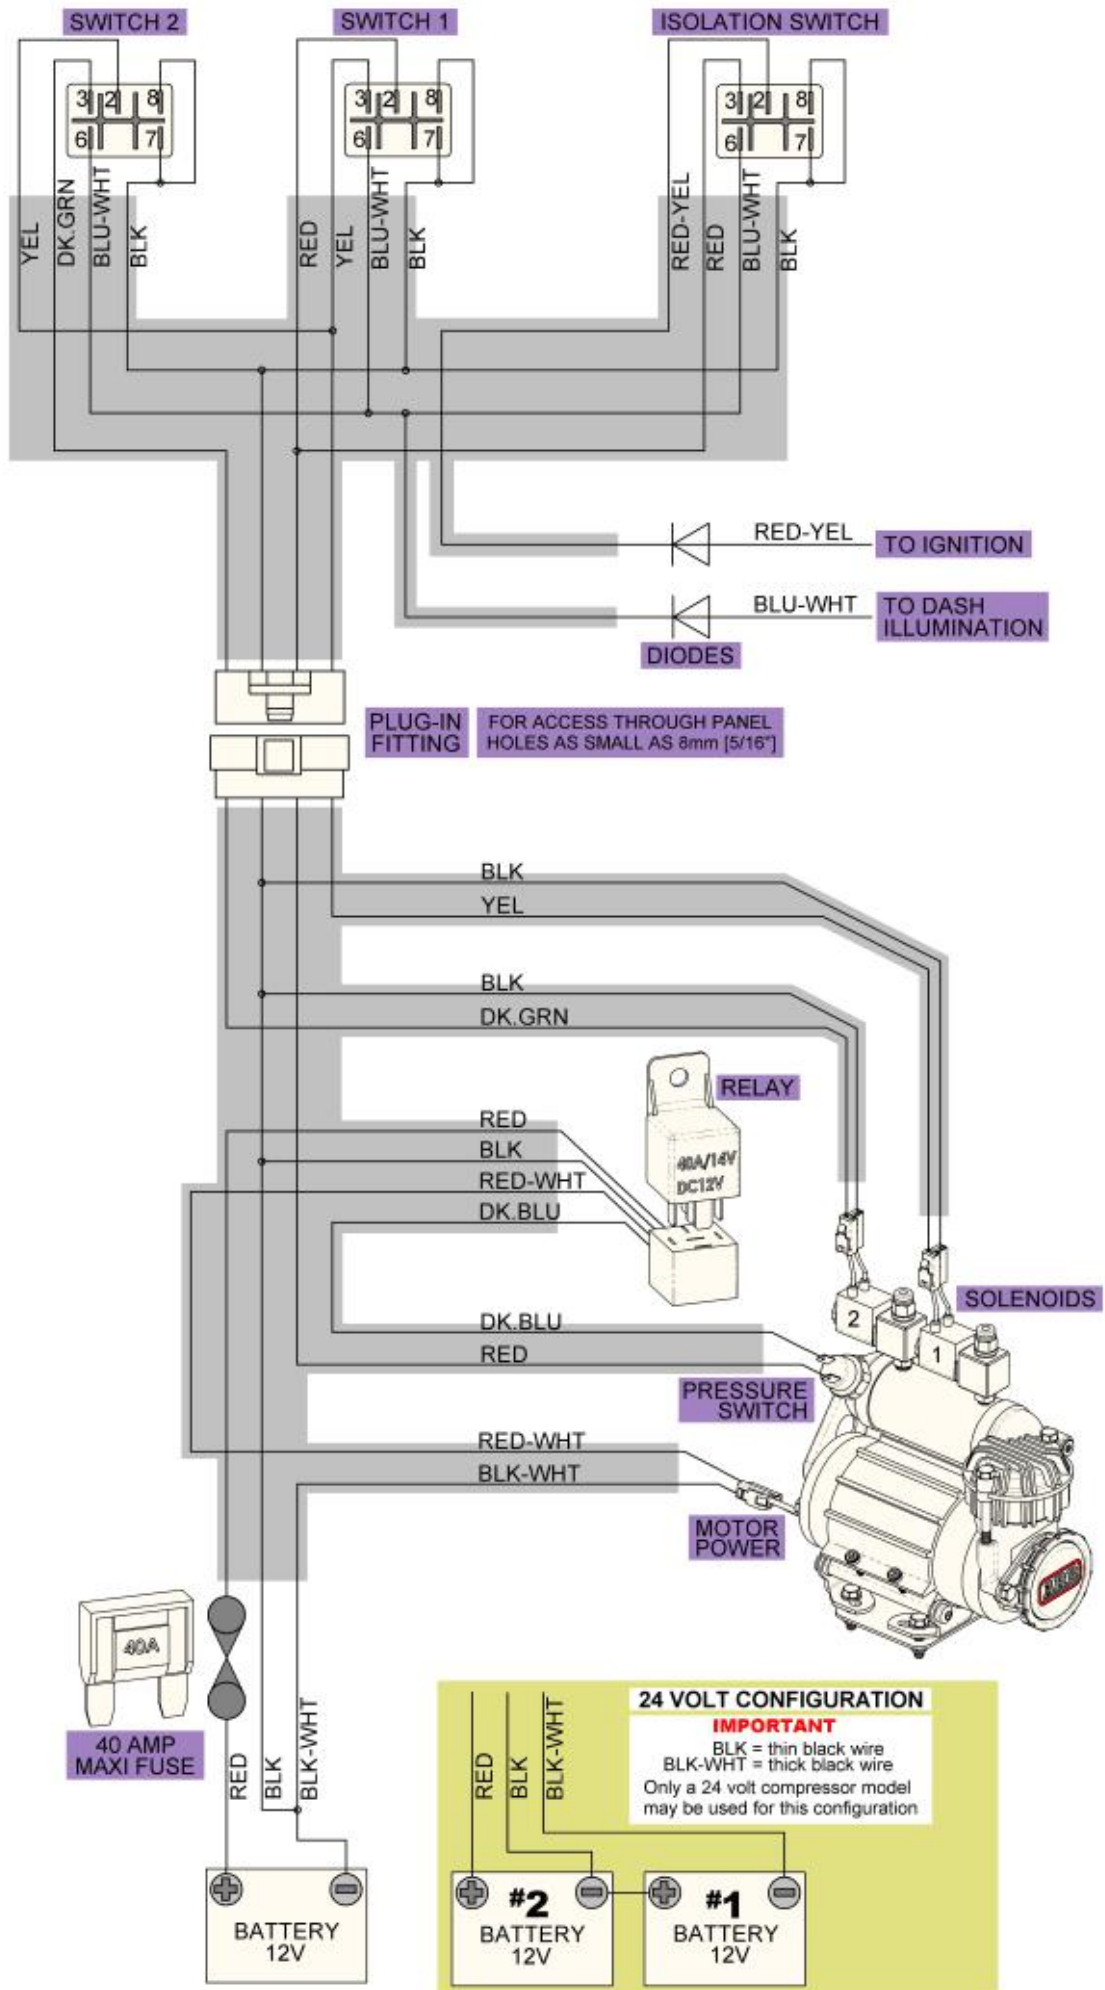 SWITCH 2
SWITCH 1
ISOLATION SWITCH
3 2 8
6 7
3 2 8
6 7
3 2 8
6 7
YEL
DK.GRN
BLU-WHT
BLK
RED
YEL
BLU-WHT
BLK
RED-YEL
RED
BLU-WHT
BLK
RED-YEL
TO IGNITION
BLU-WHT
TO DASH
ILLUMINATION
DIODES
PLUG-IN
FITTING
FOR ACCESS THROUGH PANEL
HOLES AS SMALL AS 8mm [5/16"]
BLK
YEL
BLK
DK.GRN
RELAY
40A/14V
DC12V
RED
BLK
RED-WHT
DK.BLU
SOLENOIDS
2
1
DK.BLU
RED
PRESSURE
SWITCH
RED-WHT
BLK-WHT
MOTOR
POWER
40A
40 AMP
MAXI FUSE
RED
BLK
BLK-WHT
BATTERY
12V
24 VOLT CONFIGURATION
IMPORTANT
BLK = thin black wire
BLK-WHT = thick black wire
Only a 24 volt compressor model
may be used for this configuration
RED
BLK
BLK-WHT
#2
BATTERY
12V
#1
BATTERY
12V